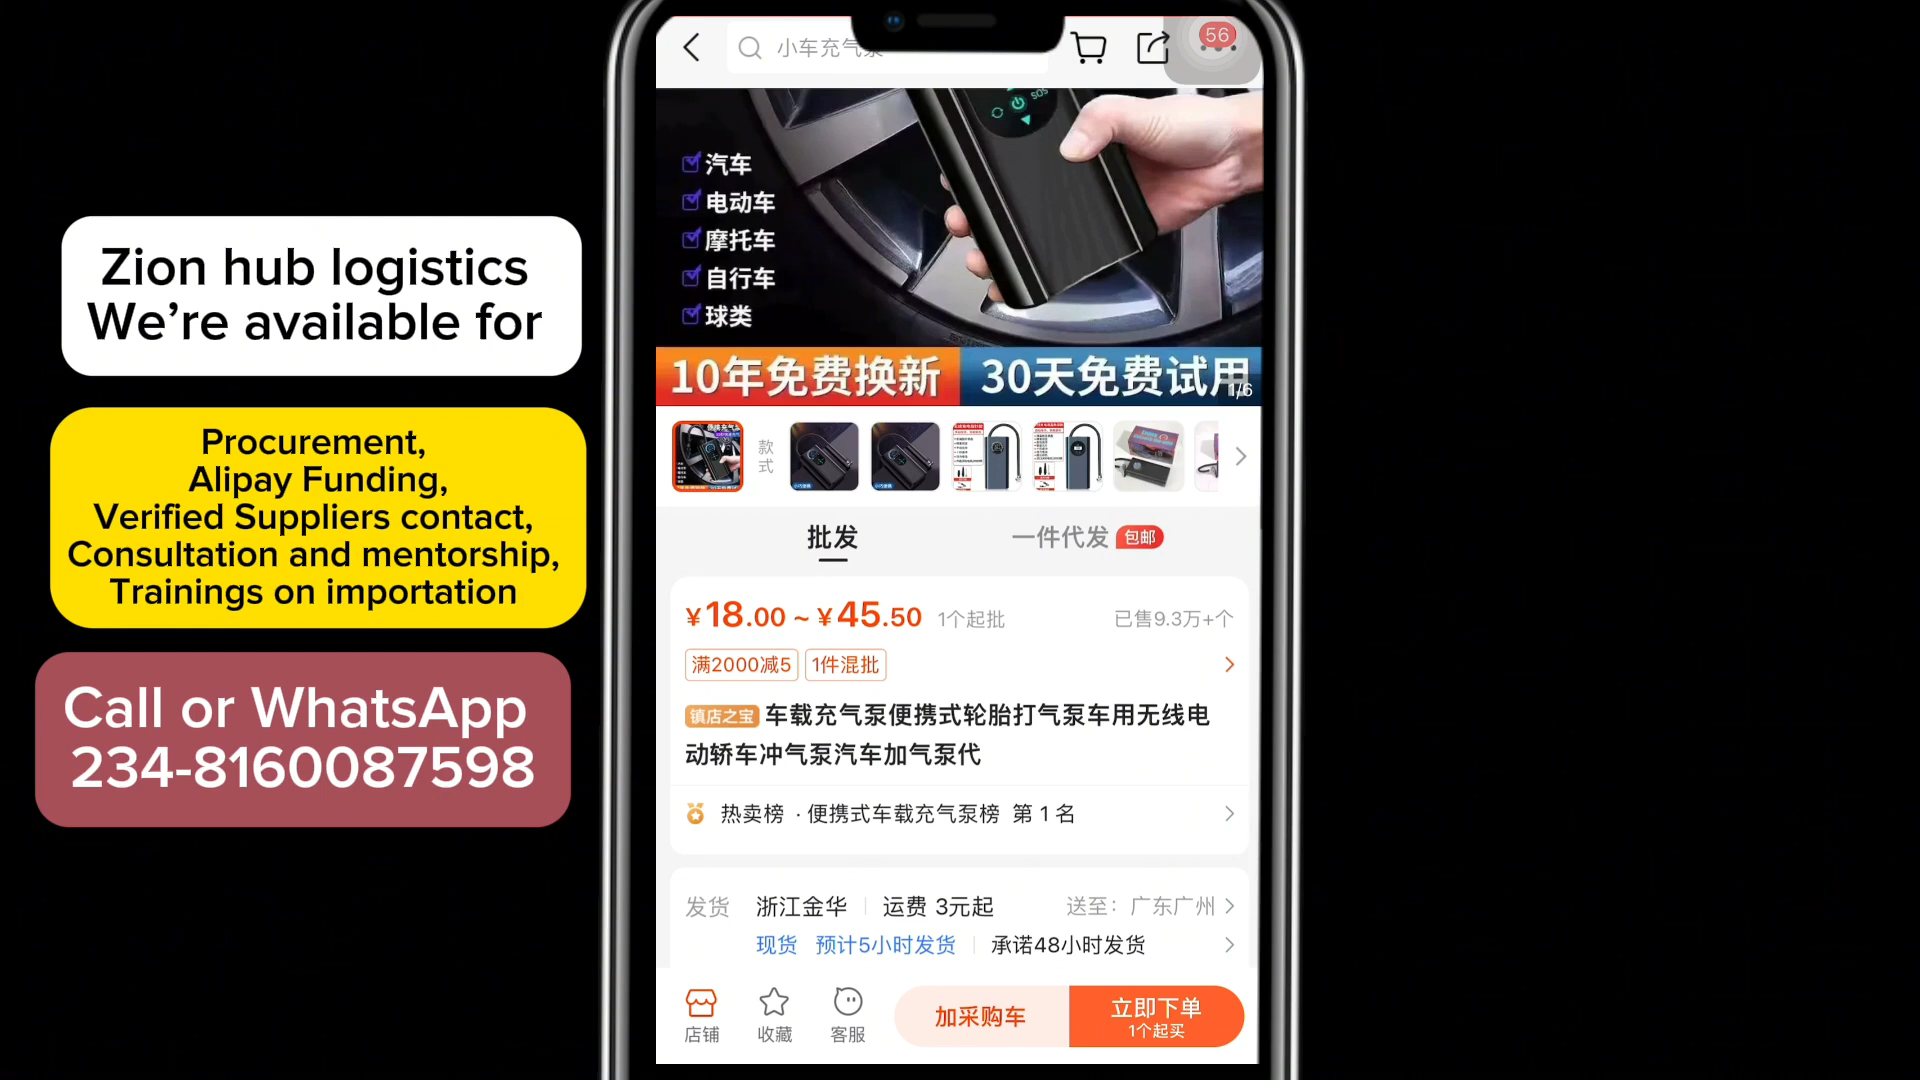 Zion hub logistics
We’re available for
Procurement,
Alipay Funding,
Verified Suppliers contact,
Consultation and mentorship,
Trainings on importation
Call or WhatsApp
234-8160087598
小车充气泵
56
SOS
汽车
电动车
摩托车
自行车
球类
10年免费换新
30天免费试用
1/6
款式
批发
一件代发 包邮
¥18.00 ~ ¥45.50 1个起批 已售9.3万+个
满2000减5 1件混批
镇店之宝 车载充气泵便携式轮胎打气泵车用无线电
动轿车冲气泵汽车加气泵代
热卖榜 · 便携式车载充气泵榜 第 1 名
发货 浙江金华 运费 3元起 送至：广东广州
现货 预计5小时发货 承诺48小时发货
店铺 收藏 客服
加采购车
立即下单
1个起买